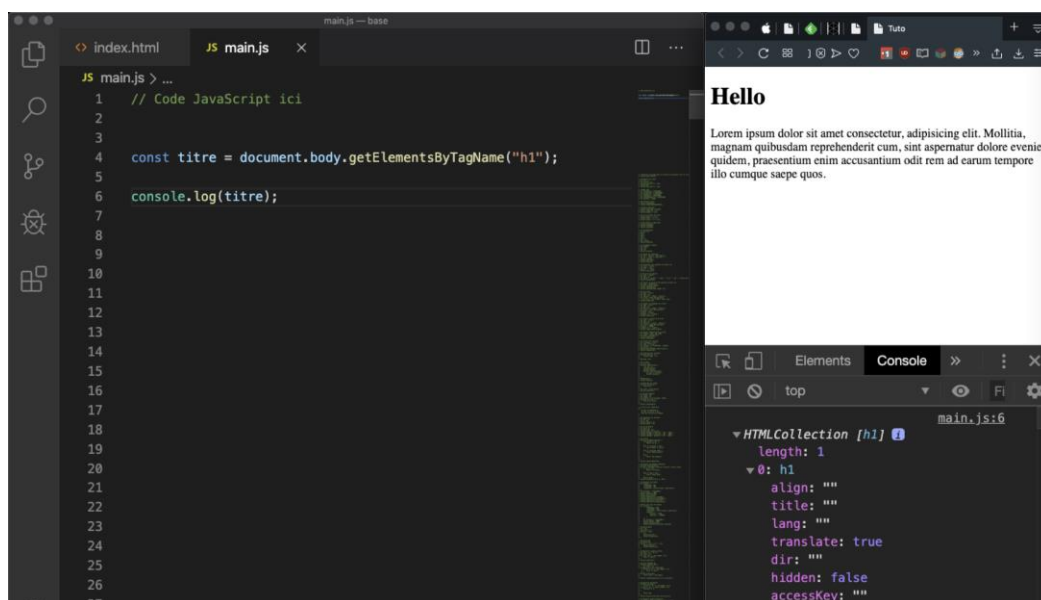 main.js — base
index.html
JS main.js ×
JS main.js > ...
1 // Code JavaScript ici
2
3
4 const titre = document.body.getElementsByTagName("h1");
5
6 console.log(titre);
7
8
9
10
11
12
13
14
15
16
17
18
19
20
21
22
23
24
25
26
Tuto
Hello
Lorem ipsum dolor sit amet consectetur, adipisicing elit. Mollitia,
magnam quibusdam reprehenderit cum, sint aspernatur dolore evenie
quidem, praesentium enim accusantium odit rem ad earum tempore
illo cumque saepe quos.
Elements Console »
top Fi
main.js:6
HTMLCollection [h1]
length: 1
0: h1
align: ""
title: ""
lang: ""
translate: true
dir: ""
hidden: false
accessKey: ""